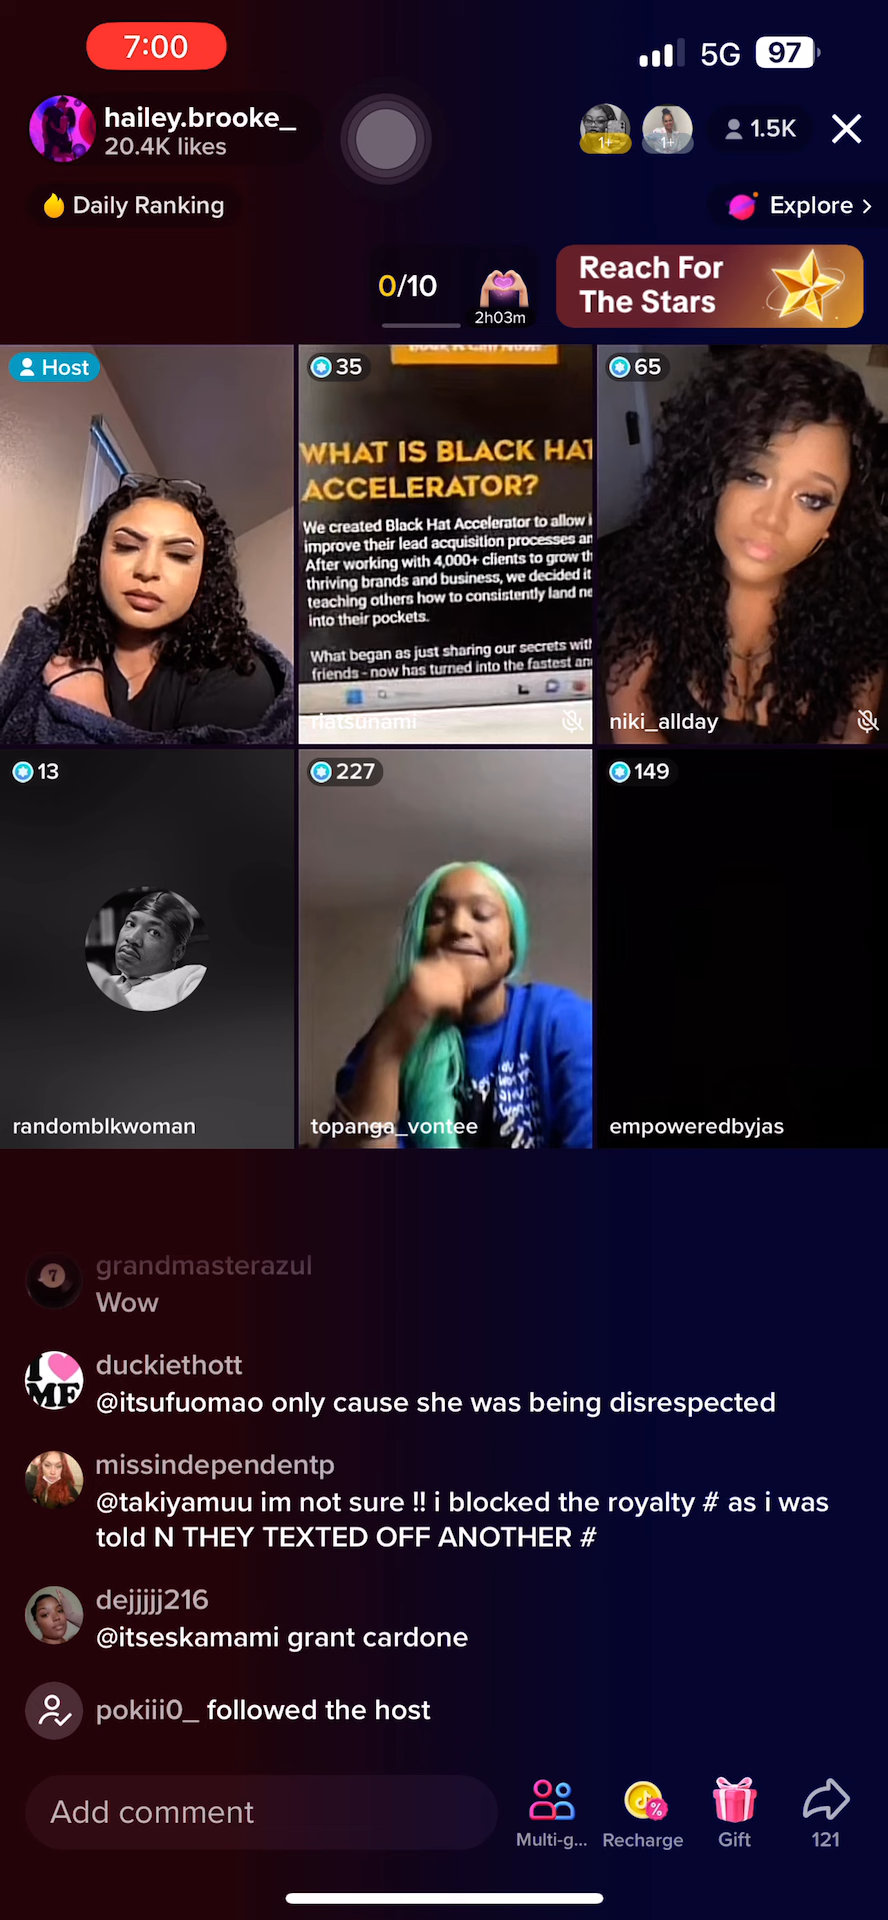 7:00
5G
97
hailey.brooke_
20.4K likes
1+
1+
1.5K
Daily Ranking
Explore >
0/10
2h03m
Reach For
The Stars
Host
35
WHAT IS BLACK HAT
ACCELERATOR?
We created Black Hat Accelerator to allow
improve their lead acquisition processes
After working with 4,000+ clients to grow
thriving brands and business, we decided it
teaching others how to consistently land
into their pockets.
What began as just sharing our secrets
friends - now has turned into the fastest
riatsunami
65
niki_allday
13
randomblkwoman
227
topanga_vontee
149
empoweredbyjas
7
grandmasterazul
Wow
I
ME
duckiethott
@itsufuomao only cause she was being disrespected
missindependentp
@takiyamuu im not sure !! i blocked the royalty # as i was
told N THEY TEXTED OFF ANOTHER #
dejjjjj216
@itseskamami grant cardone
pokiii0_ followed the host
Add comment
Multi-g...
Recharge
Gift
121